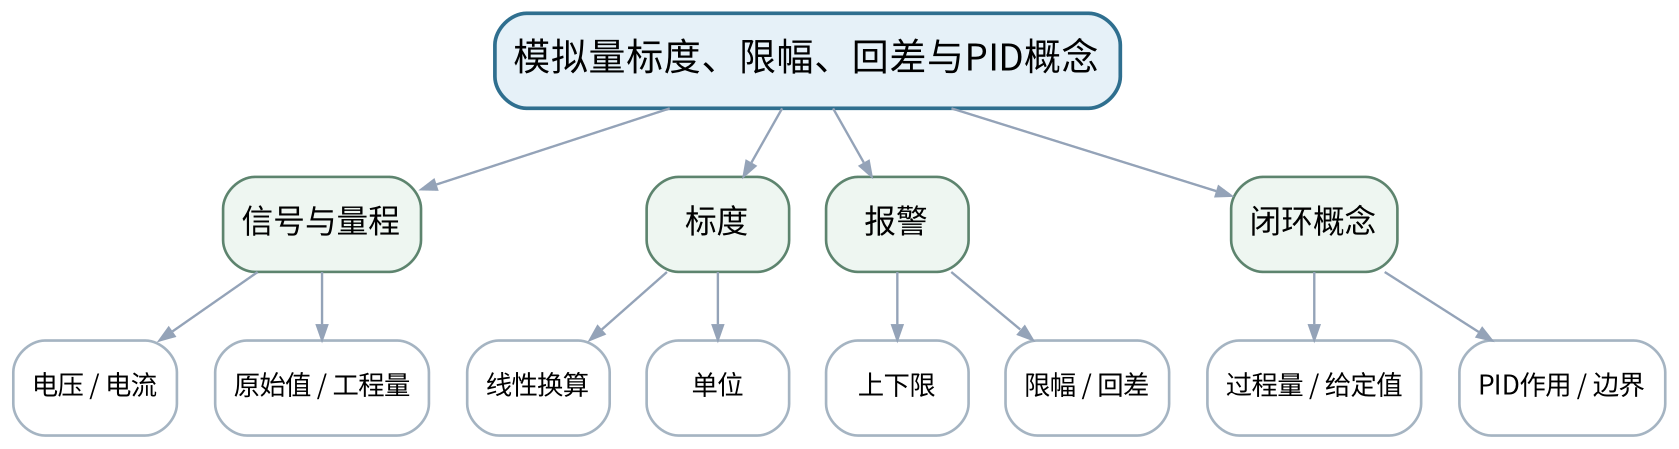 模拟量标度、限幅、回差与PID概念
信号与量程
标度
报警
闭环概念
电压 / 电流
原始值 / 工程量
线性换算
单位
上下限
限幅 / 回差
过程量 / 给定值
PID作用 / 边界